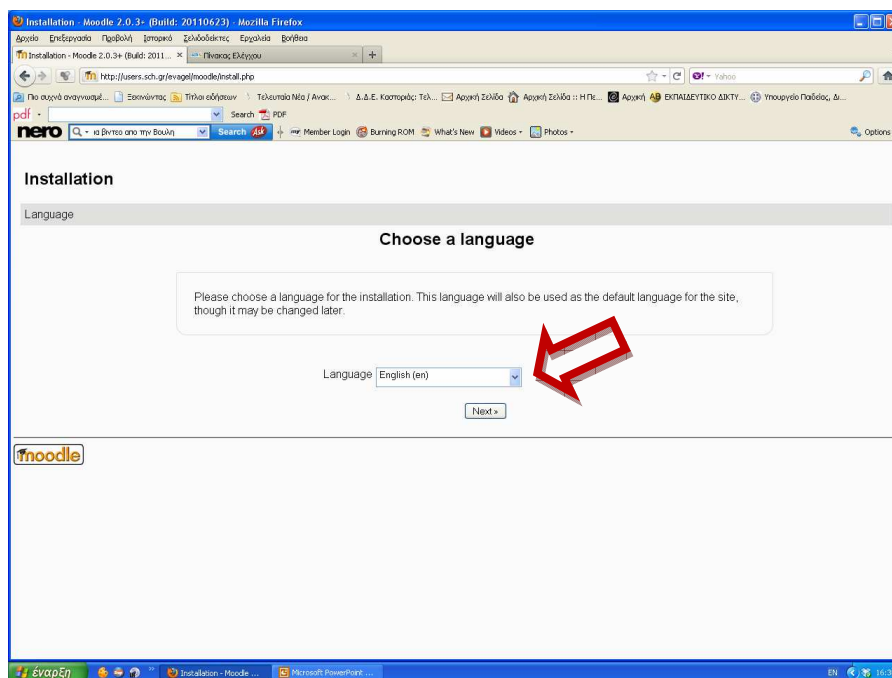 Installation - Moodle 2.0.3+ (Build: 20110623) - Mozilla Firefox
Αρχείο Επεξεργασία Προβολή Ιστορικό Σελιδοδείκτες Εργαλεία Βοήθεια
Installation - Moodle 2.0.3+ (Build: 2011... × Πίνακας Ελέγχου × +
http://users.sch.gr/evagel/moodle/install.php Yahoo
Πιο συχνά αναγνωσμέ... Ξεκινώντας Τίτλοι ειδήσεων Τελευταία Νέα / Ανακ... Δ.Δ.Ε. Καστοριάς: Τελ... Αρχική Σελίδα Αρχική Σελίδα :: Η Πε... Αρχική ΕΚΠΑΙΔΕΥΤΙΚΟ ΔΙΚΤΥ... Υπουργείο Παιδείας, Δι...
pdf Search PDF
nero ια βιντεο απο την Βουλη Search Ask Member Login Burning ROM What's New Videos Photos Options
Installation
Language
Choose a language
Please choose a language for the installation. This language will also be used as the default language for the site,
though it may be changed later.
Language English (en)
Next »
moodle
έναρξη Installation - Moodle ... Microsoft PowerPoint ... EN